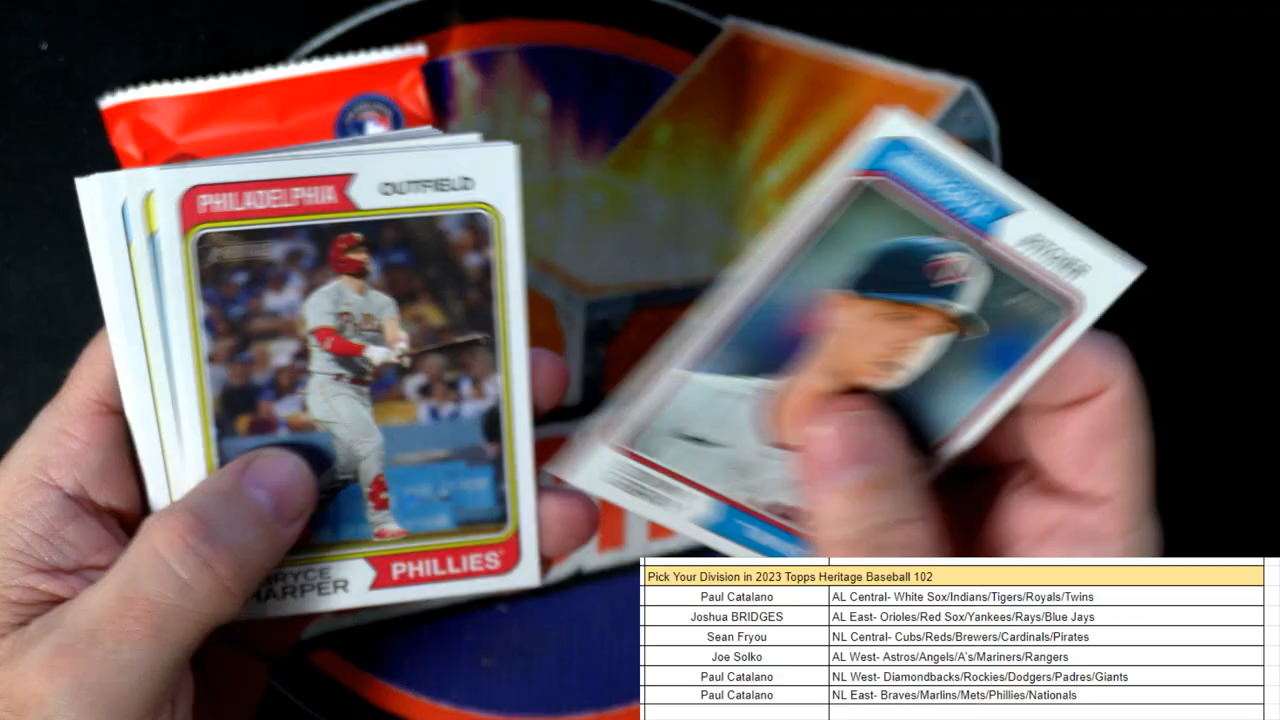 PHILADELPHIA
OUTFIELD
BRYCE
HARPER
PHILLIES
PITCHER
Pick Your Division in 2023 Topps Heritage Baseball 102
Paul Catalano AL Central- White Sox/Indians/Tigers/Royals/Twins
Joshua BRIDGES AL East- Orioles/Red Sox/Yankees/Rays/Blue Jays
Sean Fryou NL Central- Cubs/Reds/Brewers/Cardinals/Pirates
Joe Solko AL West- Astros/Angels/A's/Mariners/Rangers
Paul Catalano NL West- Diamondbacks/Rockies/Dodgers/Padres/Giants
Paul Catalano NL East- Braves/Marlins/Mets/Phillies/Nationals